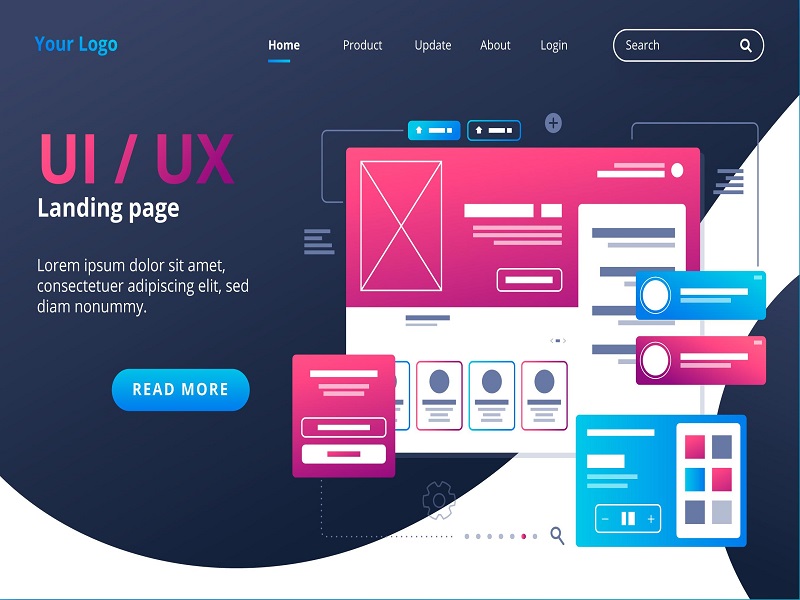 Your Logo
Home Product Update About Login Search
UI / UX
Landing page
Lorem ipsum dolor sit amet,
consectetuer adipiscing elit, sed
diam nonummy.
READ MORE